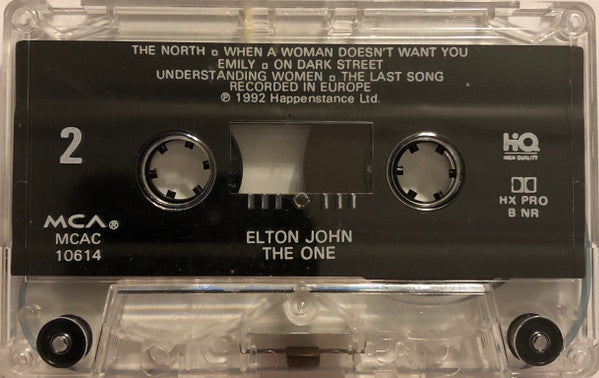 THE NORTH ▫ WHEN A WOMAN DOESN'T WANT YOU
EMILY ▫ ON DARK STREET
UNDERSTANDING WOMEN ▫ THE LAST SONG
RECORDED IN EUROPE
℗ 1992 Happenstance Ltd.
2
HiQ
HIGH QUALITY
HX PRO
B NR
MCA®
MCAC
10614
ELTON JOHN
THE ONE